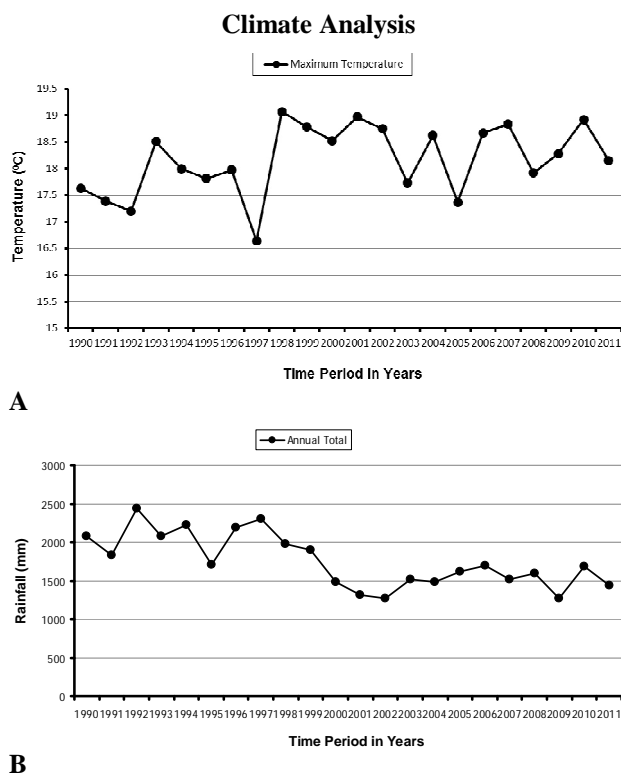 Climate Analysis
Maximum Temperature
19.5
19
18.5
18
17.5
17
16.5
16
15.5
15
Temperature (ºC)
1990 1991 1992 1993 1994 1995 1996 1997 1998 1999 2000 2001 2002 2003 2004 2005 2006 2007 2008 2009 2010 2011
Time Period in Years
A
Annual Total
3000
2500
2000
1500
1000
500
0
Rainfall (mm)
1990 1991 1992 1993 1994 1995 1996 1997 1998 1999 2000 2001 2002 2003 2004 2005 2006 2007 2008 2009 2010 2011
Time Period in Years
B